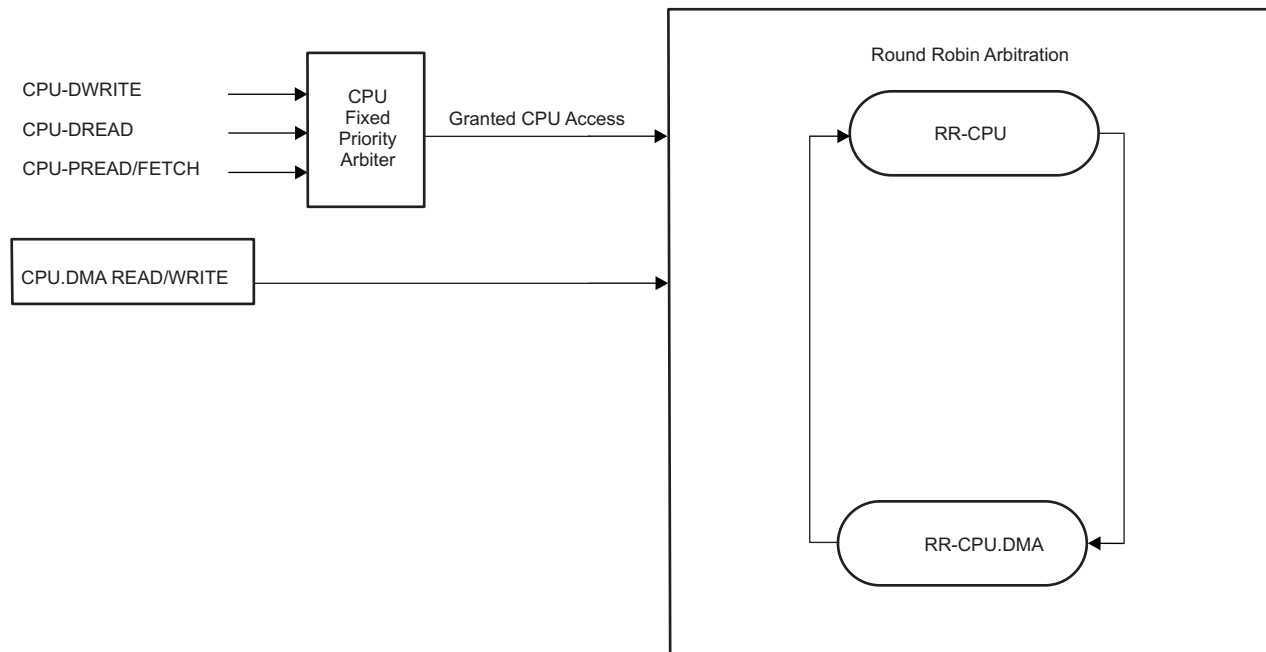 CPU-DWRITE
CPU-DREAD
CPU-PREAD/FETCH
CPU
Fixed
Priority
Arbiter
Granted CPU Access
CPU.DMA READ/WRITE
Round Robin Arbitration
RR-CPU
RR-CPU.DMA